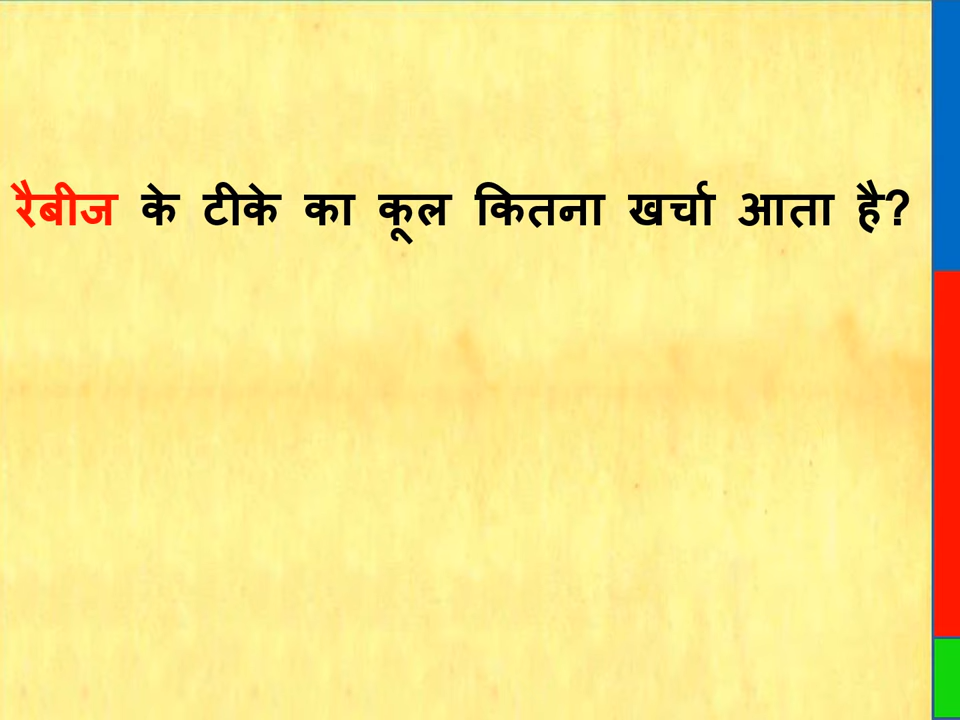 रैबीज के टीके का कूल कितना खर्चा आता है?